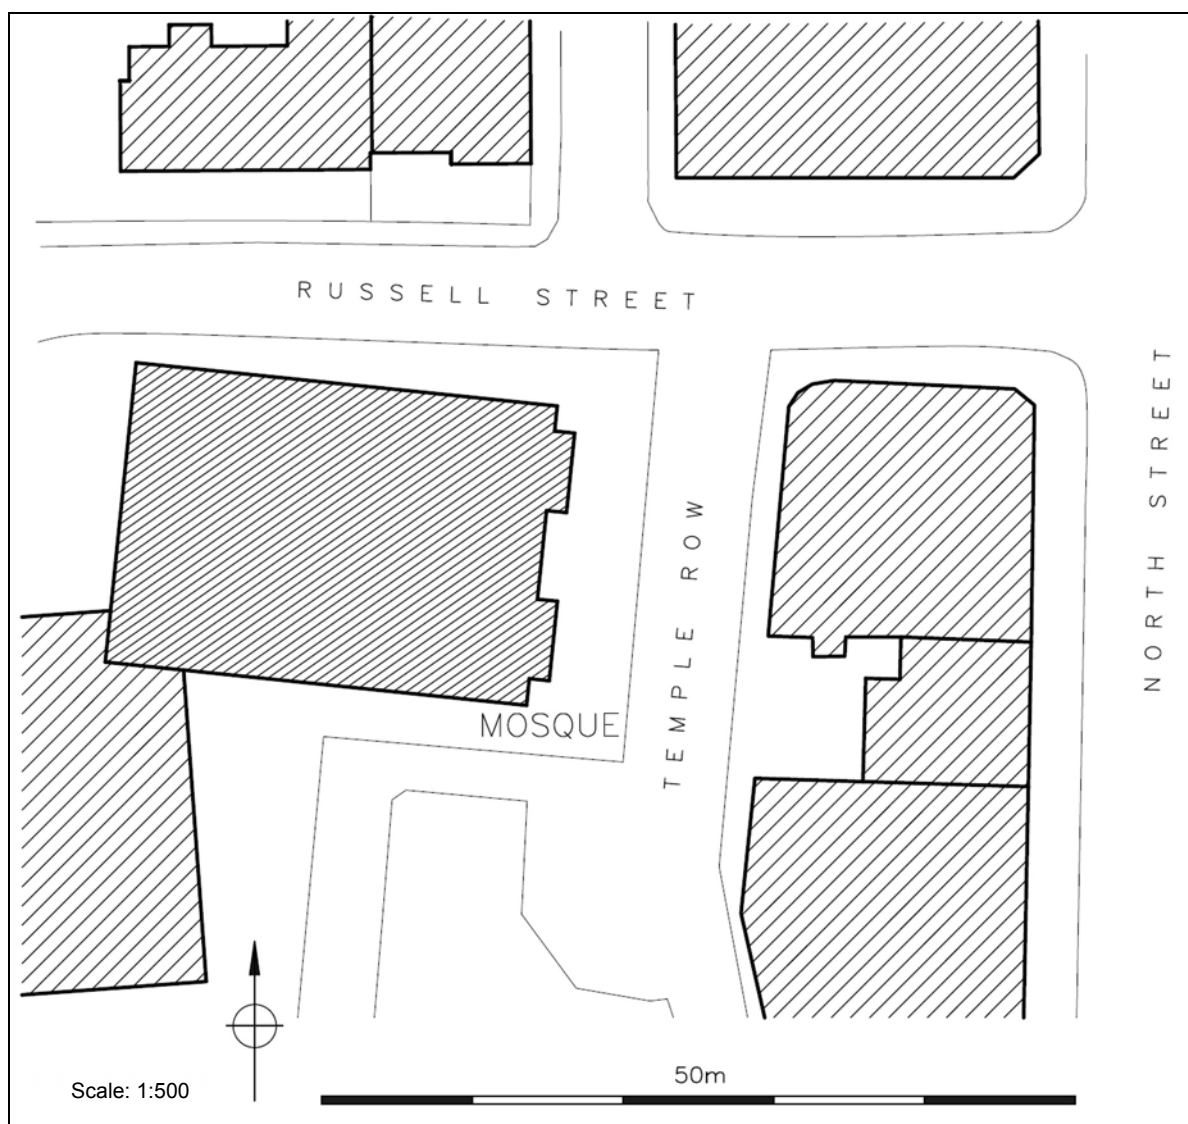 RUSSELL STREET
NORTH STREET
TEMPLE ROW
MOSQUE
50m
Scale: 1:500